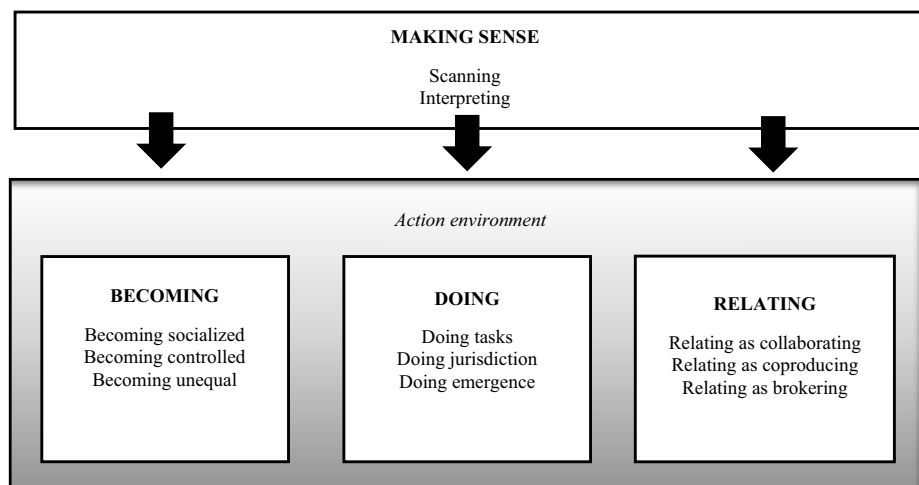 MAKING SENSE
Scanning
Interpreting
Action environment
BECOMING
Becoming socialized
Becoming controlled
Becoming unequal
DOING
Doing tasks
Doing jurisdiction
Doing emergence
RELATING
Relating as collaborating
Relating as coproducing
Relating as brokering